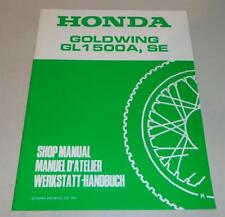 HONDA
GOLDWING
GL1500A, SE
SHOP MANUAL
MANUEL D'ATELIER
WERKSTATT-HANDBUCH